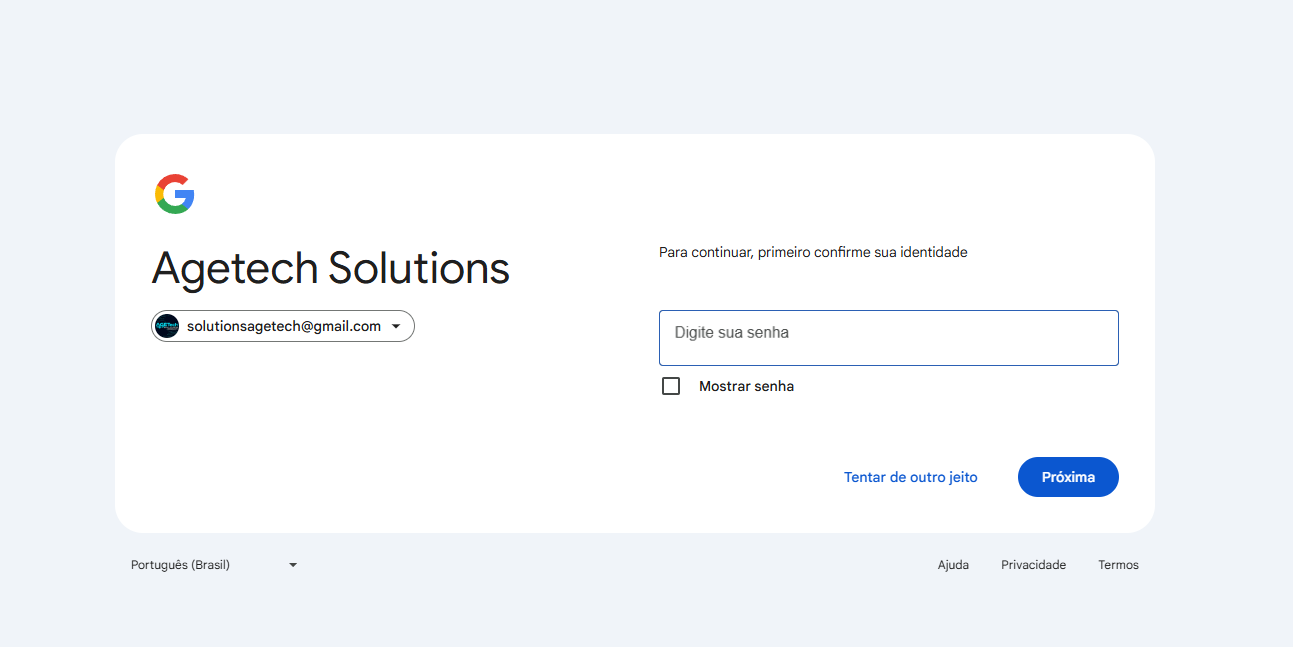 Agetech Solutions
solutionsagetech@gmail.com
Para continuar, primeiro confirme sua identidade
Digite sua senha
Mostrar senha
Tentar de outro jeito
Próxima
Português (Brasil)
Ajuda
Privacidade
Termos